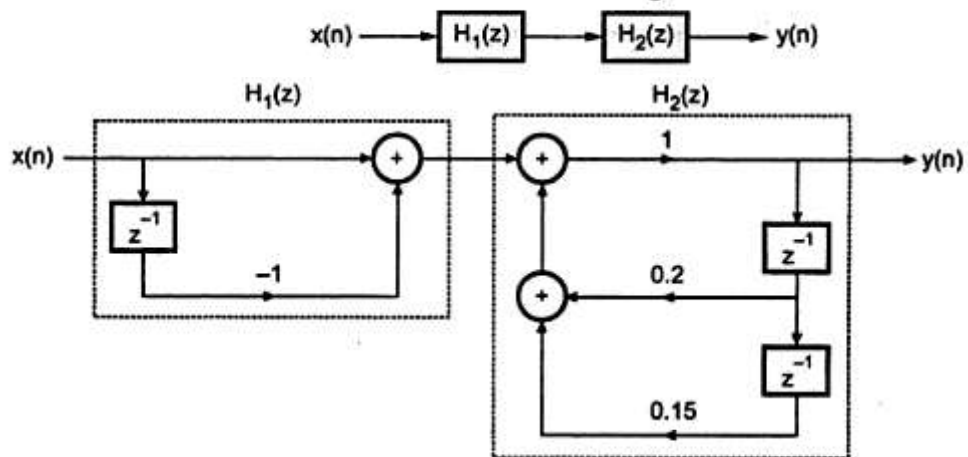 x(n) H₁(z) H₂(z) y(n)
H₁(z) H₂(z)
x(n) + + 1 y(n)
z⁻¹ z⁻¹
−1 + 0.2
z⁻¹
0.15